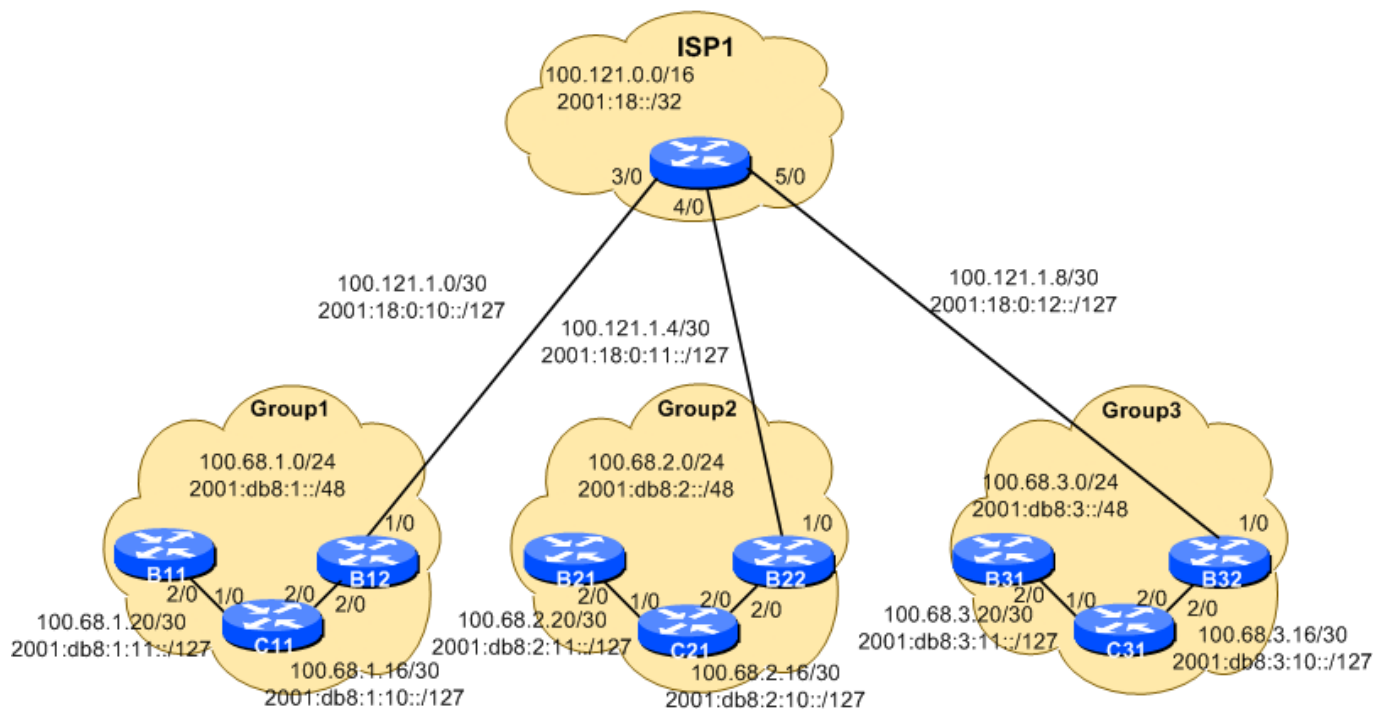 ISP1
100.121.0.0/16
2001:18::/32
3/0
5/0
4/0
100.121.1.0/30
2001:18:0:10::/127
100.121.1.4/30
2001:18:0:11::/127
100.121.1.8/30
2001:18:0:12::/127
Group1
100.68.1.0/24
2001:db8:1::/48
1/0
B11
B12
2/0
1/0
2/0
2/0
C11
100.68.1.20/30
2001:db8:1:11::/127
100.68.1.16/30
2001:db8:1:10::/127
Group2
100.68.2.0/24
2001:db8:2::/48
1/0
B21
B22
2/0
1/0
2/0
2/0
C21
100.68.2.20/30
2001:db8:2:11::/127
100.68.2.16/30
2001:db8:2:10::/127
Group3
100.68.3.0/24
2001:db8:3::/48
1/0
B31
B32
2/0
1/0
2/0
2/0
C31
100.68.3.20/30
2001:db8:3:11::/127
100.68.3.16/30
2001:db8:3:10::/127